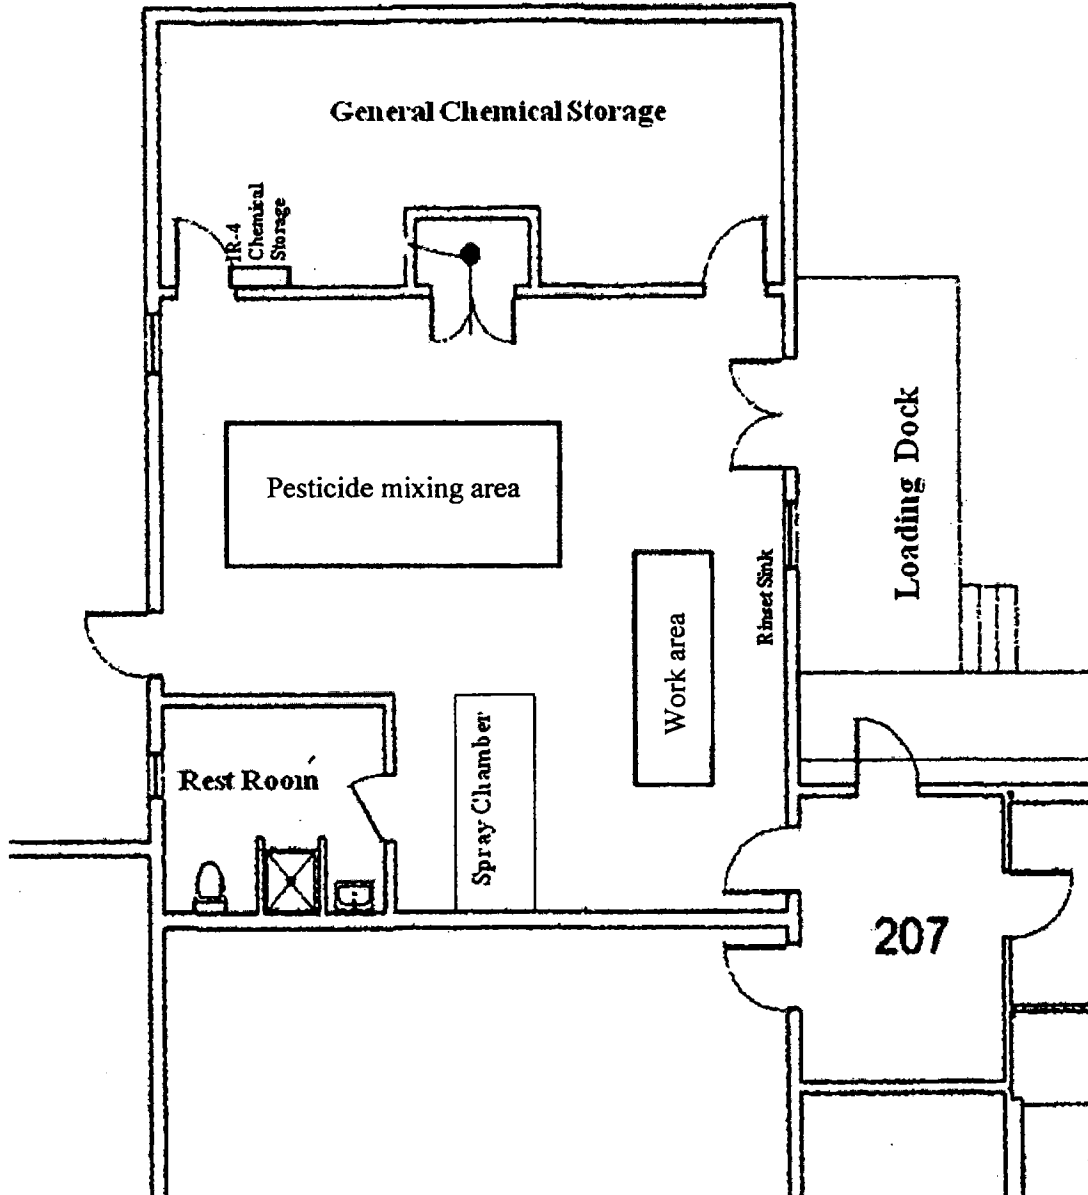 General Chemical Storage
IR-4
Chemical
Storage
Pesticide mixing area
Loading Dock
Rinset Sink
Work area
Spray Chamber
Rest Room
207